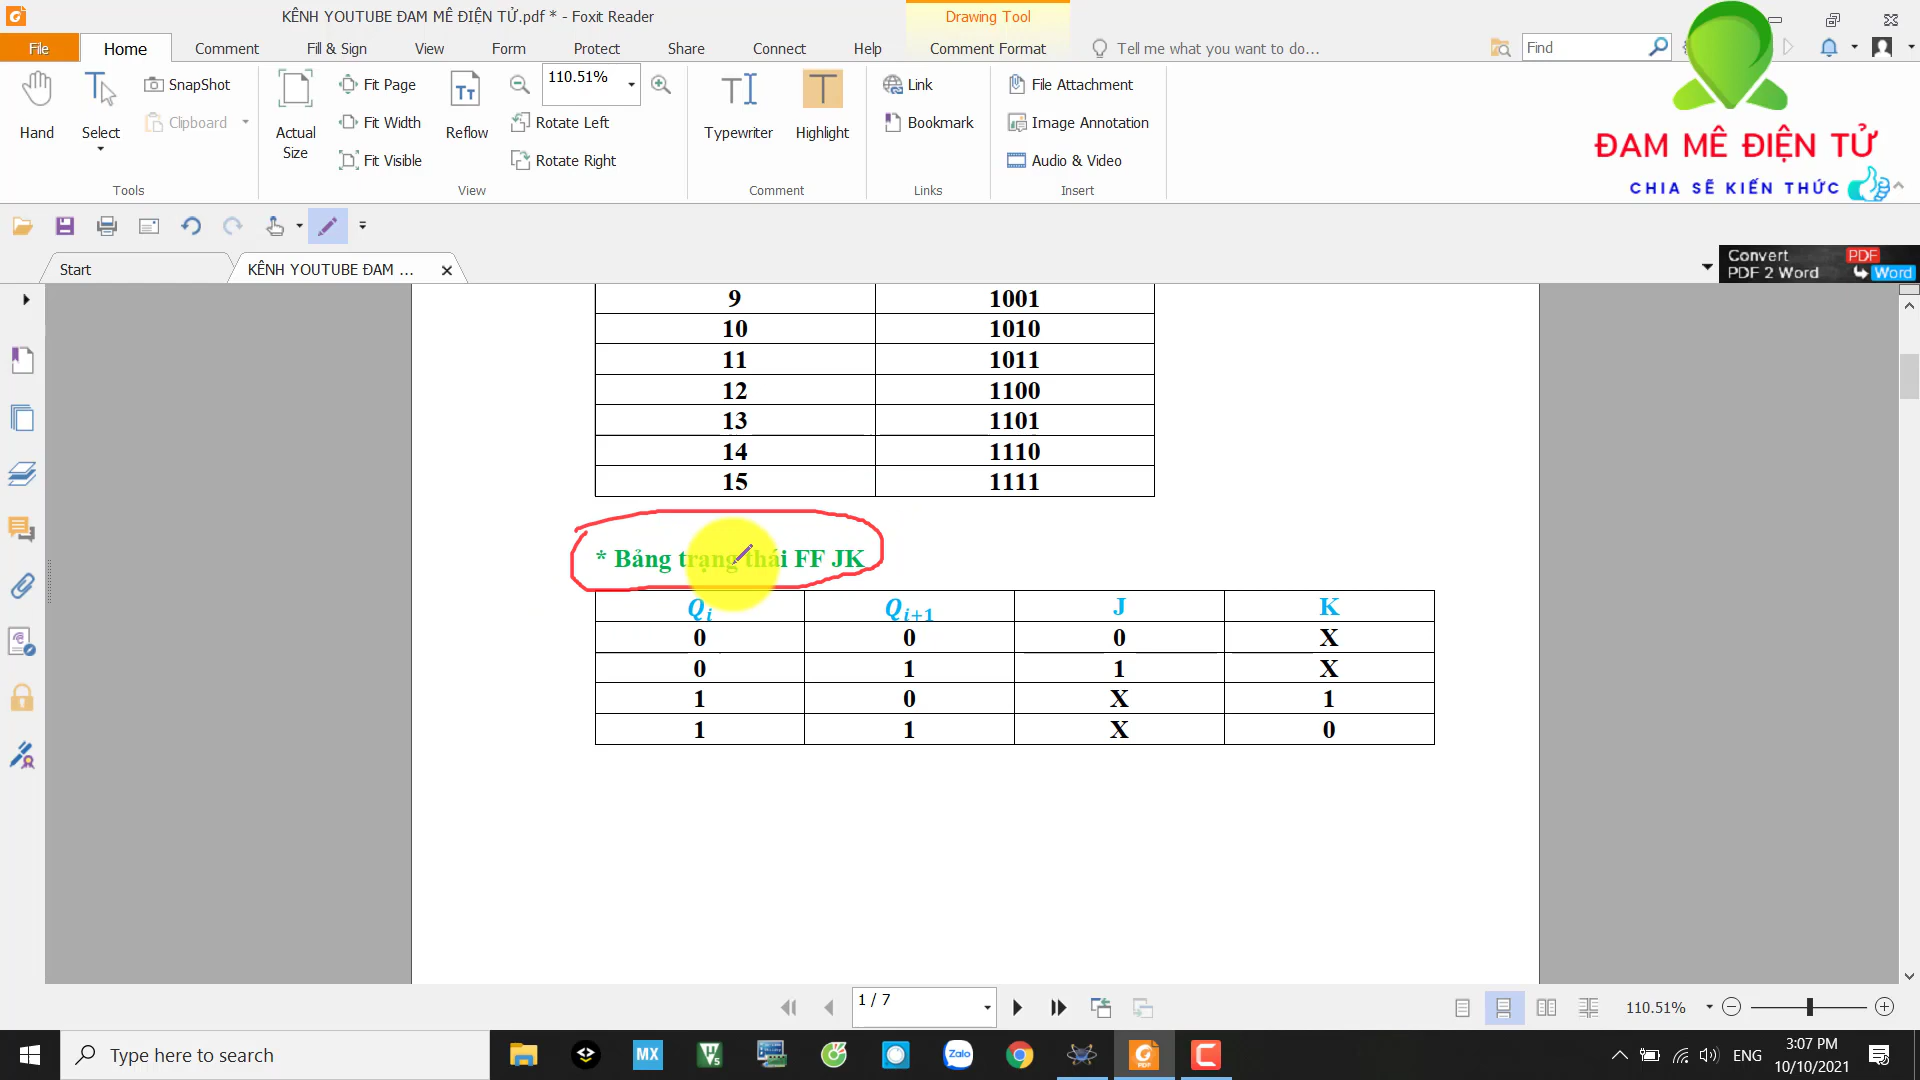 KÊNH YOUTUBE ĐAM MÊ ĐIỆN TỬ.pdf * - Foxit Reader
Drawing Tool
File Home Comment Fill & Sign View Form Protect Share Connect Help Comment Format Tell me what you want to do... Find
Hand
Select
SnapShot
Clipboard
Tools
Actual Size
Fit Page
Fit Width
Fit Visible
Reflow
110.51%
Rotate Left
Rotate Right
View
Typewriter
Highlight
Comment
Link
Bookmark
Links
File Attachment
Image Annotation
Audio & Video
Insert
ĐAM MÊ ĐIỆN TỬ
CHIA SẼ KIẾN THỨC
Start
KÊNH YOUTUBE ĐAM ...
Convert PDF
PDF 2 Word Word
9 1001
10 1010
11 1011
12 1100
13 1101
14 1110
15 1111
* Bảng trạng thái FF JK
Qi Qi+1 J K
0 0 0 X
0 1 1 X
1 0 X 1
1 1 X 0
1 / 7
110.51%
Type here to search
MX
V5
Zalo
PDF
ENG
3:07 PM
10/10/2021